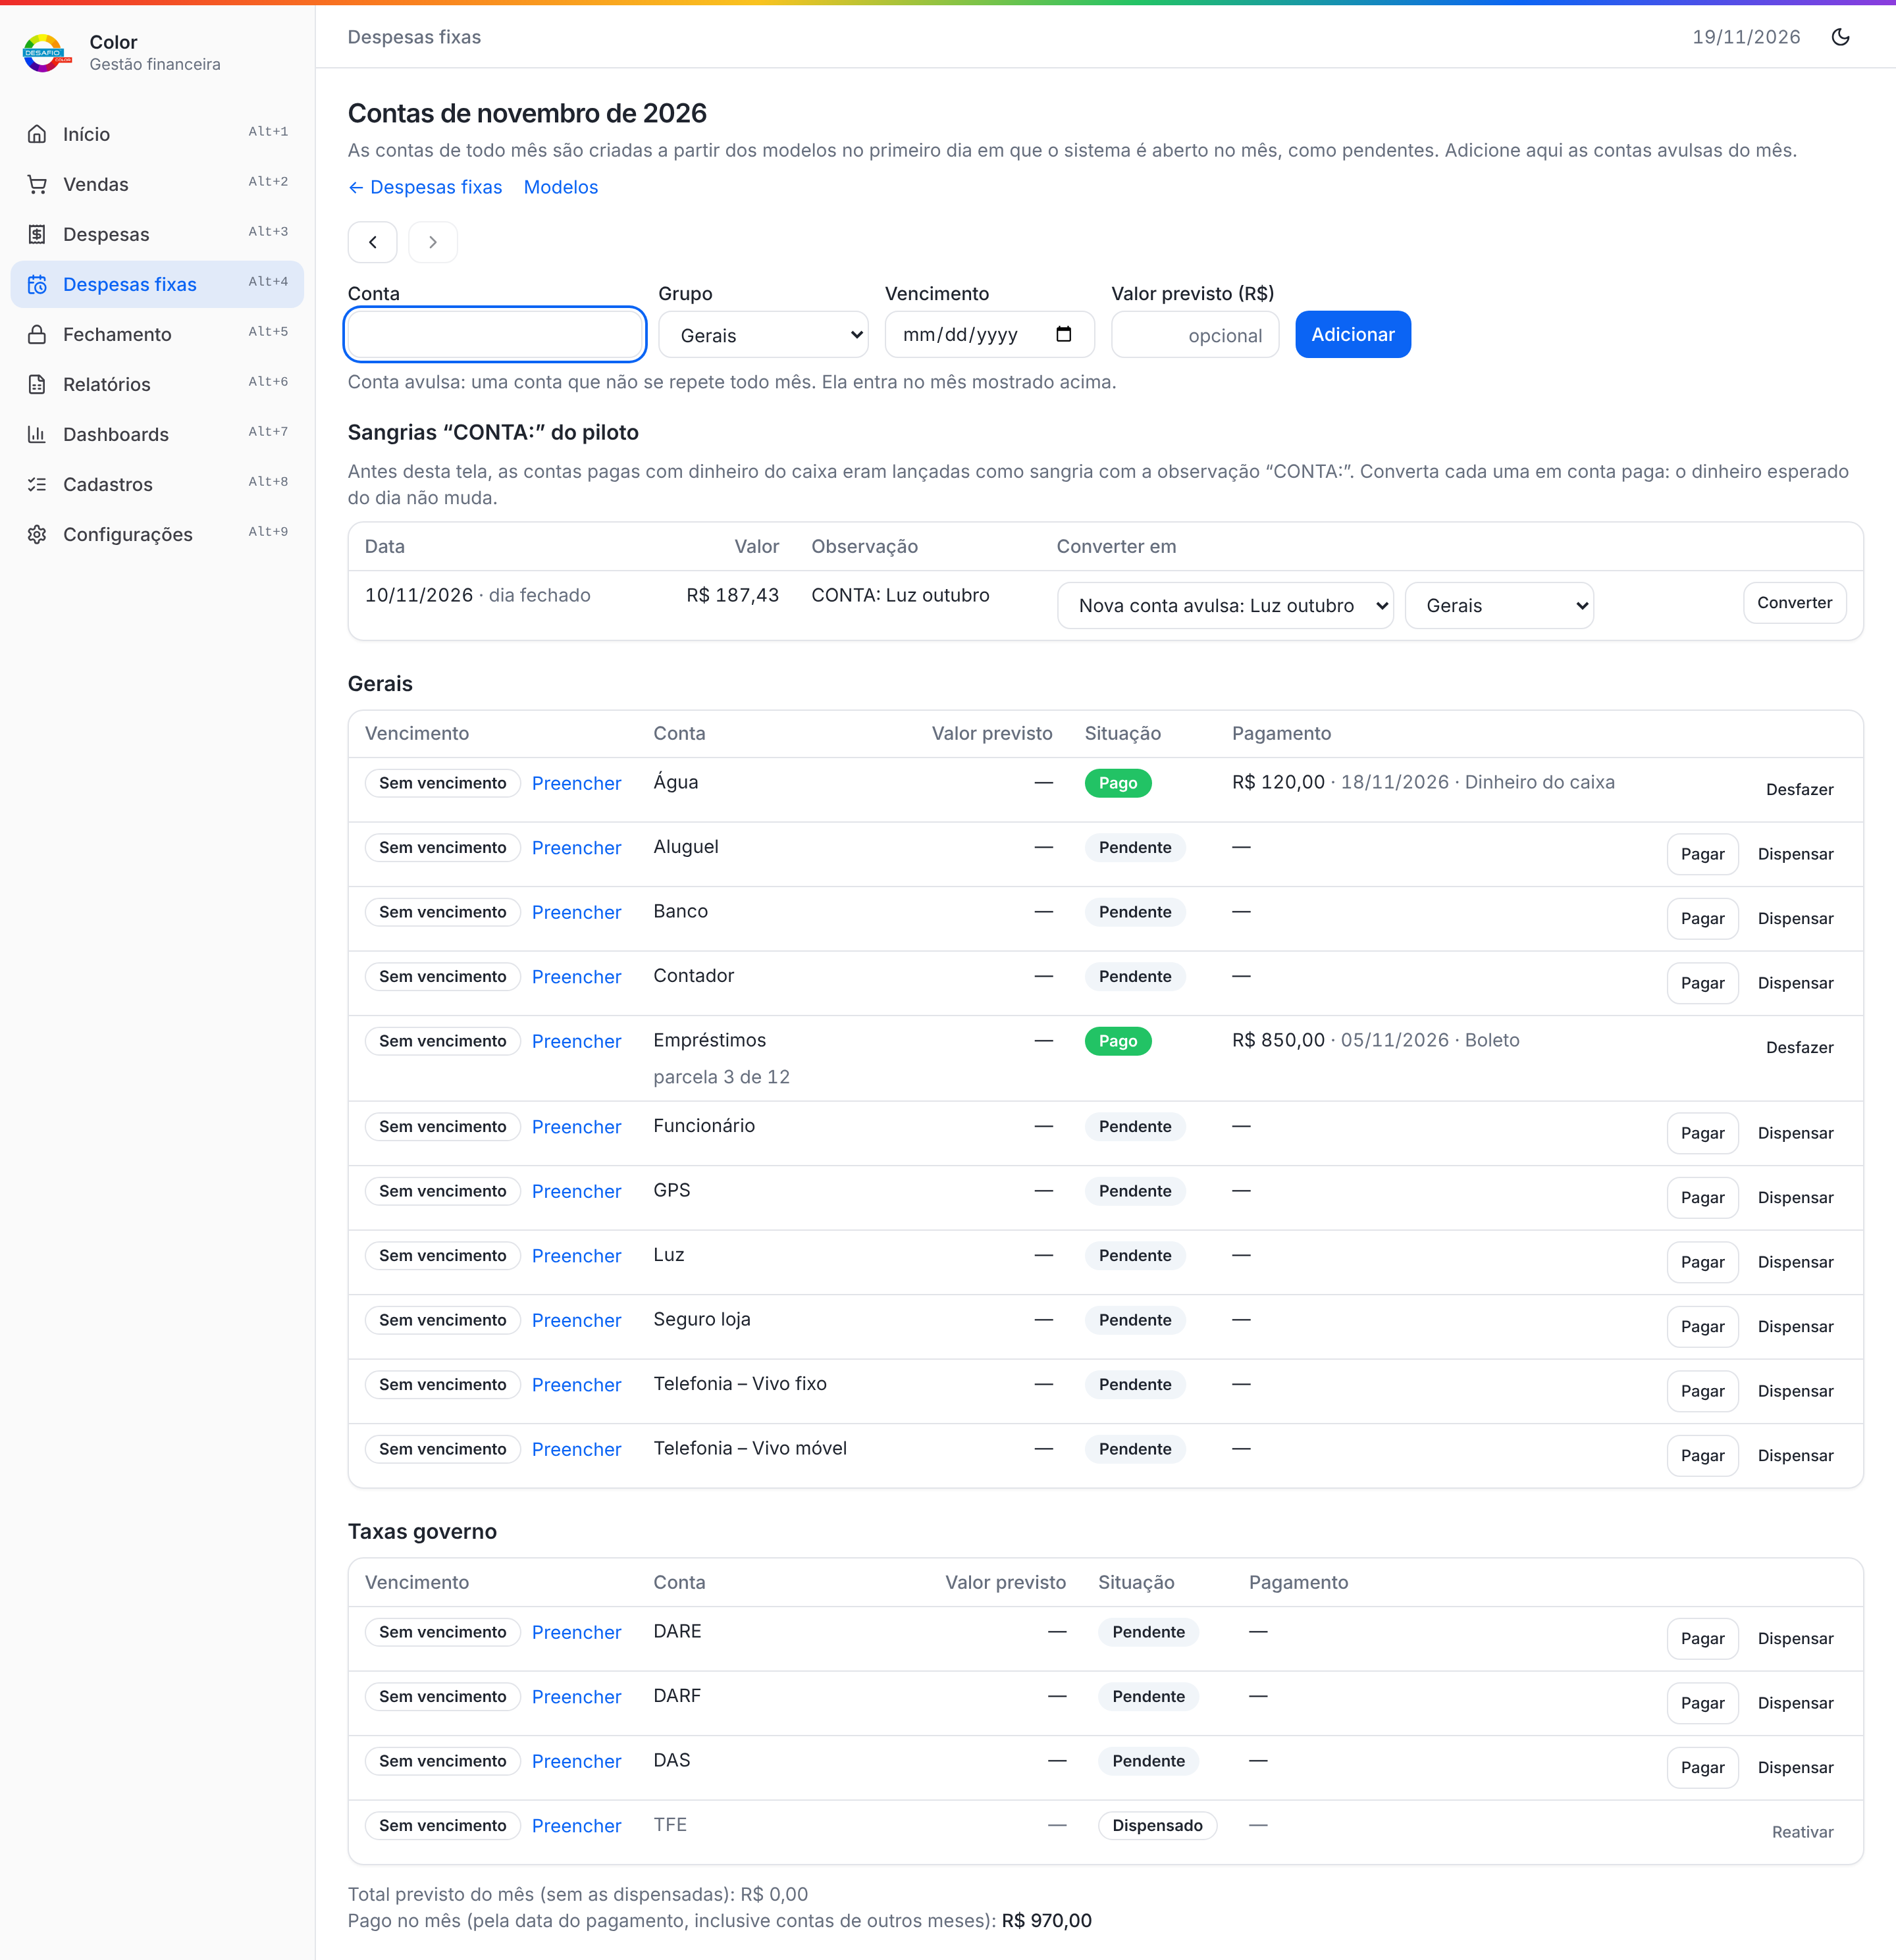 DESAFIO
COLOR
Color
Gestão financeira
Início Alt+1
Vendas Alt+2
Despesas Alt+3
Despesas fixas Alt+4
Fechamento Alt+5
Relatórios Alt+6
Dashboards Alt+7
Cadastros Alt+8
Configurações Alt+9
Despesas fixas 19/11/2026
Contas de novembro de 2026
As contas de todo mês são criadas a partir dos modelos no primeiro dia em que o sistema é aberto no mês, como pendentes. Adicione aqui as contas avulsas do mês.
← Despesas fixas Modelos
Conta Grupo Vencimento Valor previsto (R$)
Gerais mm/dd/yyyy opcional Adicionar
Conta avulsa: uma conta que não se repete todo mês. Ela entra no mês mostrado acima.
Sangrias “CONTA:” do piloto
Antes desta tela, as contas pagas com dinheiro do caixa eram lançadas como sangria com a observação “CONTA:”. Converta cada uma em conta paga: o dinheiro esperado
do dia não muda.
Data Valor Observação Converter em
10/11/2026 · dia fechado R$ 187,43 CONTA: Luz outubro Nova conta avulsa: Luz outubro Gerais Converter
Gerais
Vencimento Conta Valor previsto Situação Pagamento
Sem vencimento Preencher Água — Pago R$ 120,00 · 18/11/2026 · Dinheiro do caixa Desfazer
Sem vencimento Preencher Aluguel — Pendente — Pagar Dispensar
Sem vencimento Preencher Banco — Pendente — Pagar Dispensar
Sem vencimento Preencher Contador — Pendente — Pagar Dispensar
Sem vencimento Preencher Empréstimos — Pago R$ 850,00 · 05/11/2026 · Boleto Desfazer
parcela 3 de 12
Sem vencimento Preencher Funcionário — Pendente — Pagar Dispensar
Sem vencimento Preencher GPS — Pendente — Pagar Dispensar
Sem vencimento Preencher Luz — Pendente — Pagar Dispensar
Sem vencimento Preencher Seguro loja — Pendente — Pagar Dispensar
Sem vencimento Preencher Telefonia – Vivo fixo — Pendente — Pagar Dispensar
Sem vencimento Preencher Telefonia – Vivo móvel — Pendente — Pagar Dispensar
Taxas governo
Vencimento Conta Valor previsto Situação Pagamento
Sem vencimento Preencher DARE — Pendente — Pagar Dispensar
Sem vencimento Preencher DARF — Pendente — Pagar Dispensar
Sem vencimento Preencher DAS — Pendente — Pagar Dispensar
Sem vencimento Preencher TFE — Dispensado — Reativar
Total previsto do mês (sem as dispensadas): R$ 0,00
Pago no mês (pela data do pagamento, inclusive contas de outros meses): R$ 970,00